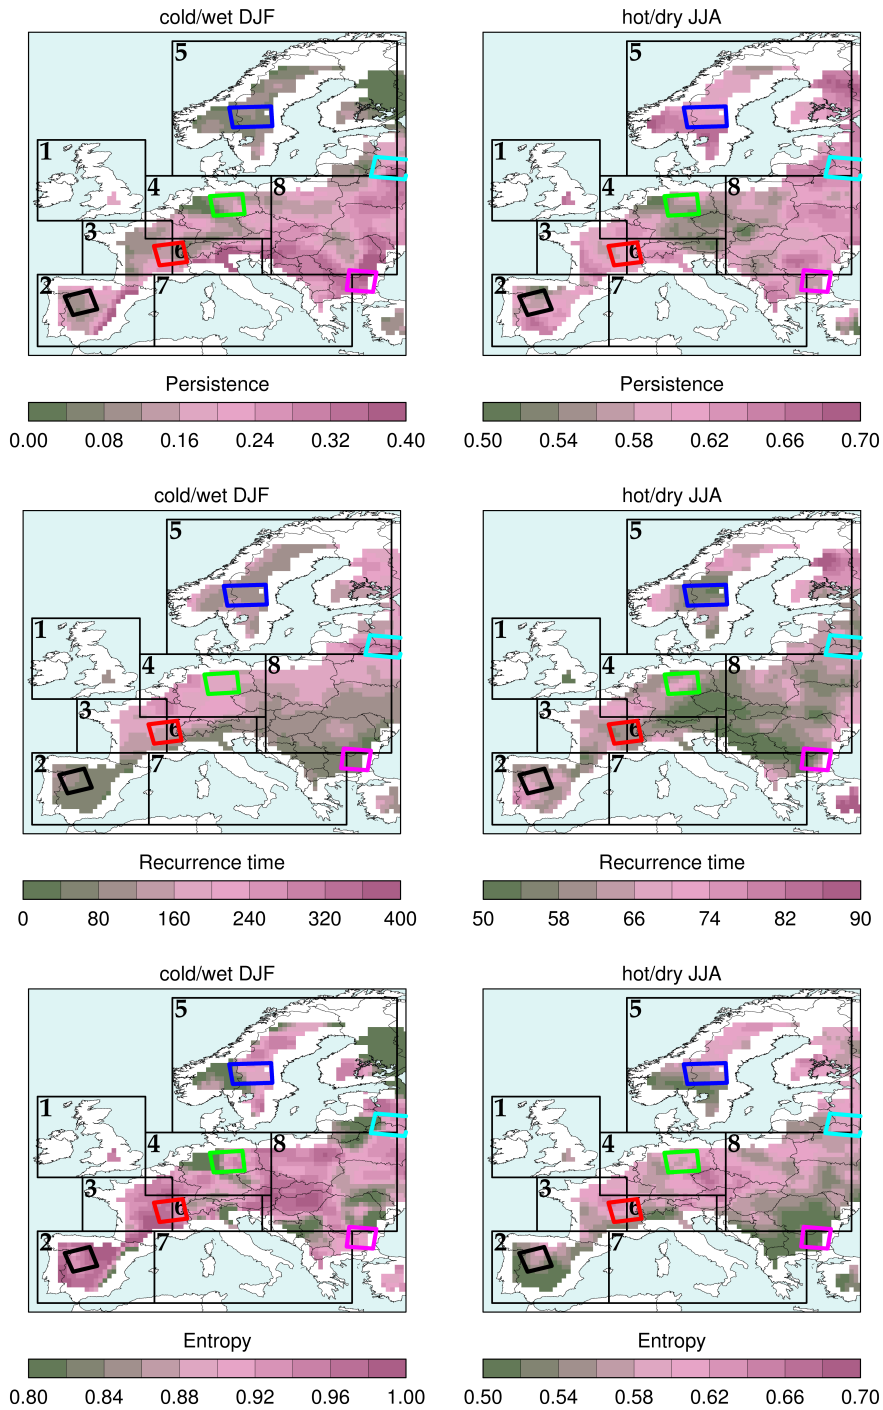 cold/wet DJF
hot/dry JJA
5
5
1
1
4
8
4
8
3
6
3
6
2
7
2
7
Persistence
Persistence
0.00 0.08 0.16 0.24 0.32 0.40
0.50 0.54 0.58 0.62 0.66 0.70
cold/wet DJF
hot/dry JJA
5
5
1
1
4
8
4
8
3
6
3
6
2
7
2
7
Recurrence time
Recurrence time
0 80 160 240 320 400
50 58 66 74 82 90
cold/wet DJF
hot/dry JJA
5
5
1
1
4
8
4
8
3
6
3
6
2
7
2
7
Entropy
Entropy
0.80 0.84 0.88 0.92 0.96 1.00
0.50 0.54 0.58 0.62 0.66 0.70